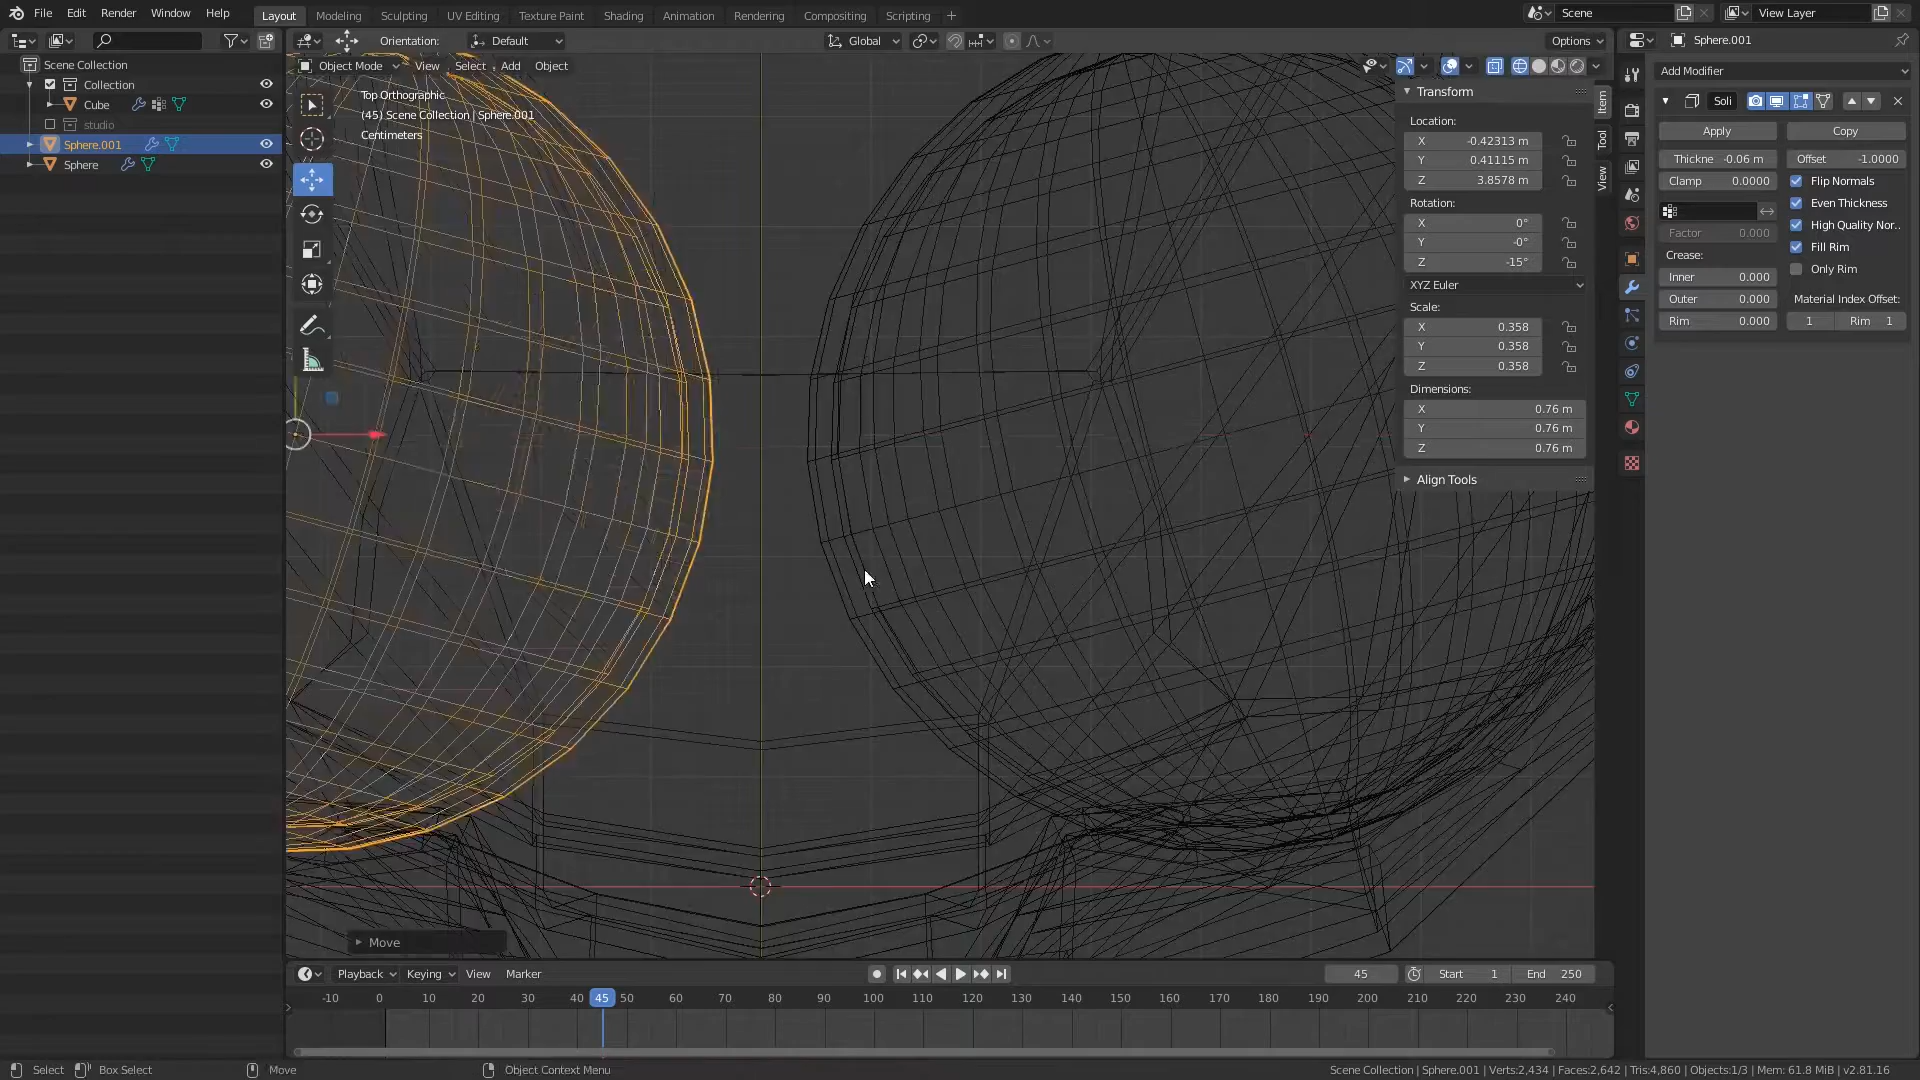 File Edit Render Window Help
Layout Modeling Sculpting UV Editing Texture Paint Shading Animation Rendering Compositing Scripting +
Scene
View Layer
Orientation: Default
Global
Options
Sphere.001
Scene Collection
Collection
Cube
studio
Sphere.001
Sphere
Object Mode View Select Add Object
Top Orthographic
(45) Scene Collection | Sphere.001
Centimeters
Transform
Location:
X -0.42313 m
Y 0.41115 m
Z 3.8578 m
Rotation:
X 0°
Y -0°
Z -15°
XYZ Euler
Scale:
X 0.358
Y 0.358
Z 0.358
Dimensions:
X 0.76 m
Y 0.76 m
Z 0.76 m
Align Tools
Item
Tool
View
Add Modifier
Soli
Apply Copy
Thickne -0.06 m Offset -1.0000
Clamp 0.0000 Flip Normals
Even Thickness
Factor 0.000 High Quality Nor..
Crease: Fill Rim
Inner 0.000 Only Rim
Outer 0.000 Material Index Offset:
Rim 0.000 1 Rim 1
Move
Playback Keying View Marker
45 Start 1 End 250
-10 0 10 20 30 40 45 50 60 70 80 90 100 110 120 130 140 150 160 170 180 190 200 210 220 230 240
Select Box Select Move Object Context Menu
Scene Collection | Sphere.001 | Verts:2,434 | Faces:2,642 | Tris:4,860 | Objects:1/3 | Mem: 61.8 MiB | v2.81.16